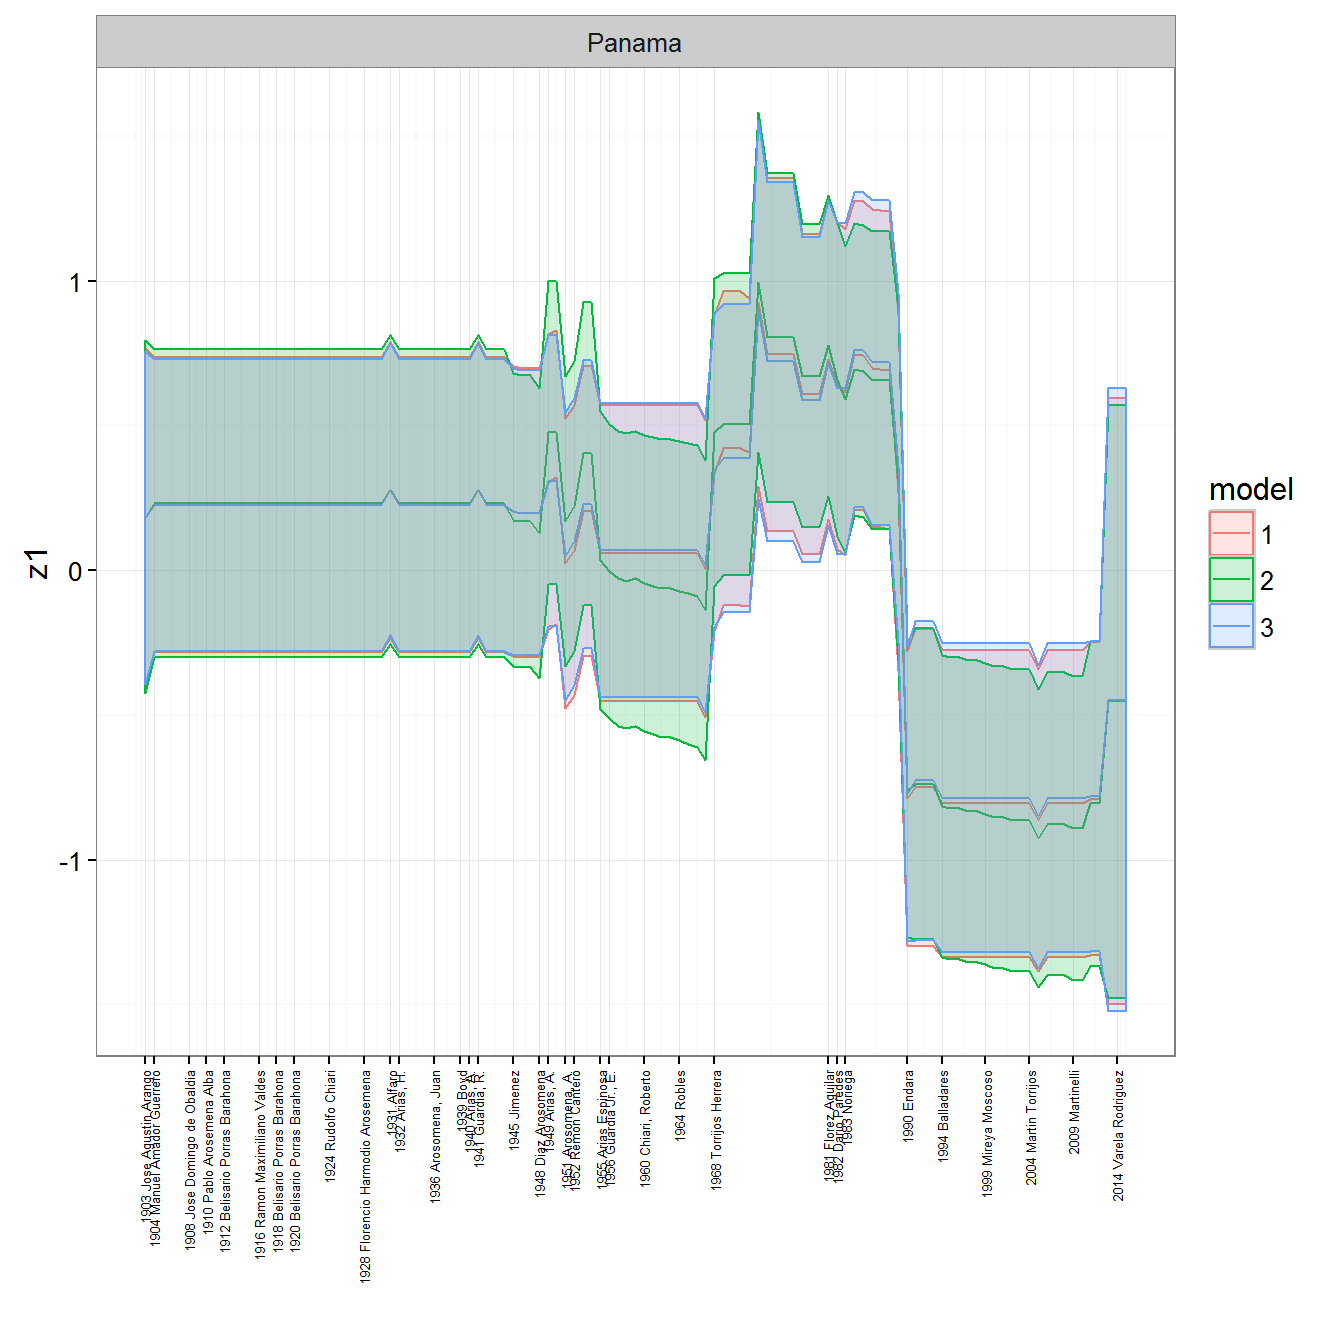 Panama
z1
1
0
-1
model
1
2
3
1903 Jose Agustin Arango
1904 Manuel Amador Guerrero
1908 Jose Domingo de Obaldia
1910 Pablo Arosemena Alba
1912 Belisario Porras Barahona
1916 Ramon Maximiliano Valdes
1918 Belisario Porras Barahona
1920 Belisario Porras Barahona
1924 Rudolfo Chiari
1928 Florencio Harmodio Arosemena
1931 Alfaro
1932 Arias, H.
1936 Arosomena, Juan
1939 Boyd
1940 Arias, A.
1941 Guardia, R.
1945 Jimenez
1948 Diaz Arosomena
1949 Arias, A.
1951 Arosomena, A.
1952 Remon Cantero
1955 Arias Espinosa
1956 Guardia Jr., E.
1960 Chiari, Roberto
1964 Robles
1968 Torrijos Herrera
1981 Florez Aguilar
1982 Dario Paredes
1983 Noriega
1990 Endara
1994 Balladares
1999 Mireya Moscoso
2004 Martin Torrijos
2009 Martinelli
2014 Varela Rodriguez